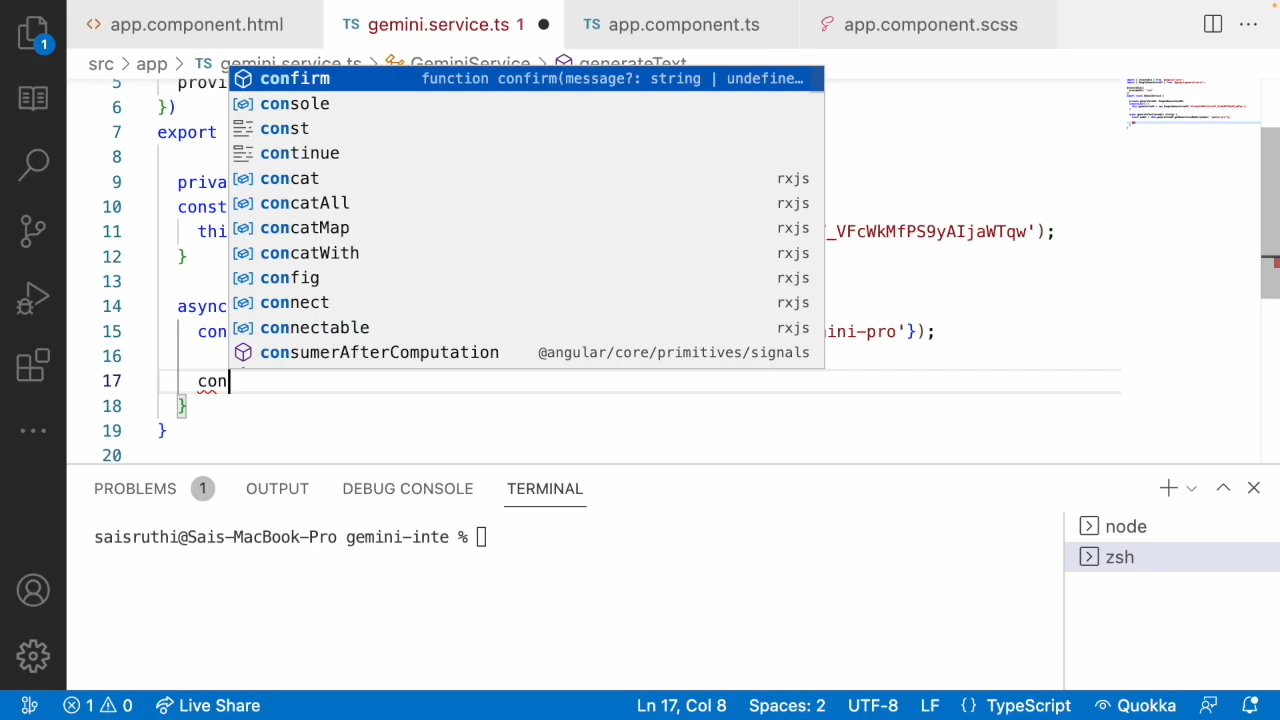 app.component.html
TS gemini.service.ts 1
TS app.component.ts
app.component.scss
1
src > app > TS gemini.service.ts > GeminiService > generateText
5 provi
6 })
7 export
8
9 priva
10 const
11 thi _VFcWkMfPS9yAIjaWTqw');
12 }
13
14 async
15 con ini-pro'});
16
17 con
18 }
19 }
20
confirm function confirm(message?: string | undefine…
console
const
continue
concat rxjs
concatAll rxjs
concatMap rxjs
concatWith rxjs
config rxjs
connect rxjs
connectable rxjs
consumerAfterComputation @angular/core/primitives/signals
PROBLEMS 1 OUTPUT DEBUG CONSOLE TERMINAL
saisruthi@Sais-MacBook-Pro gemini-inte %
node
zsh
1 0 Live Share Ln 17, Col 8 Spaces: 2 UTF-8 LF {} TypeScript Quokka